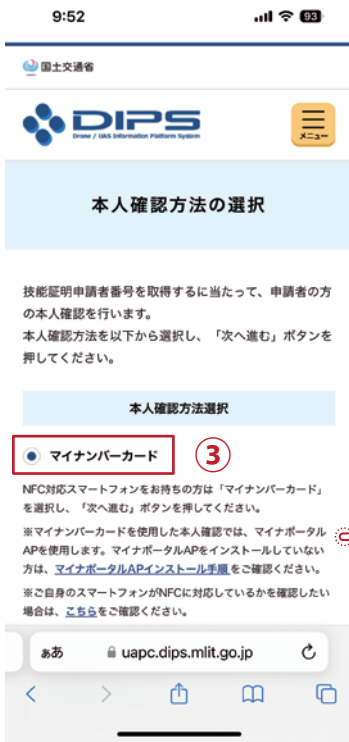 9:52
93
国土交通省
DIPS
Drone / UAS Information Platform System
メニュー
本人確認方法の選択
技能証明申請者番号を取得するに当たって、申請者の方
の本人確認を行います。
本人確認方法を以下から選択し、「次へ進む」ボタンを
押してください。
本人確認方法選択
マイナンバーカード
③
NFC対応スマートフォンをお持ちの方は「マイナンバーカード」
を選択し、「次へ進む」ボタンを押してください。
※マイナンバーカードを使用した本人確認では、マイナポータル
APを使用します。マイナポータルAPをインストールしていない
方は、マイナポータルAPインストール手順 をご確認ください。
※ご自身のスマートフォンがNFCに対応しているかを確認したい
場合は、こちらをご確認ください。
ぁあ uapc.dips.mlit.go.jp